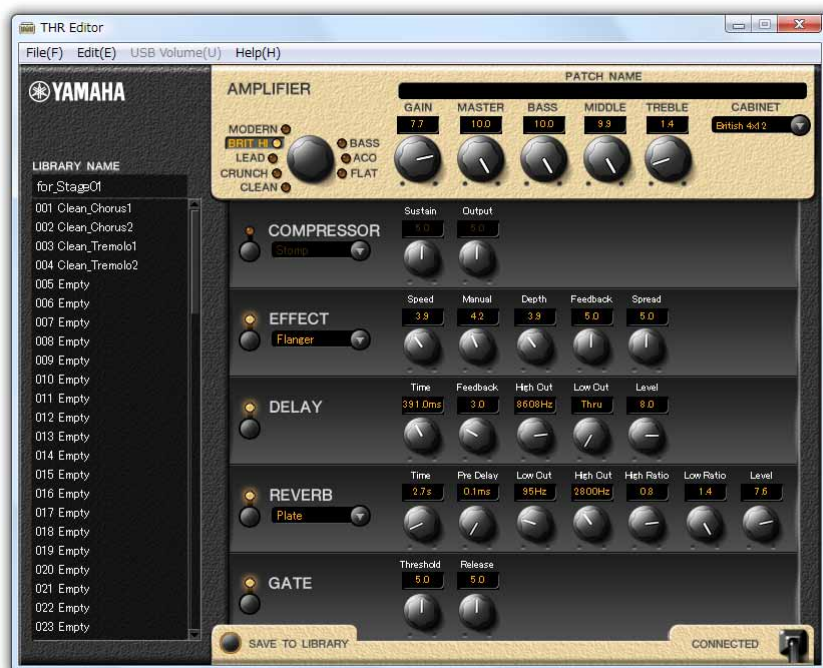 THR Editor
File(F) Edit(E) USB Volume(U) Help(H)
YAMAHA
LIBRARY NAME
for_Stage01
001 Clean_Chorus1
002 Clean_Chorus2
003 Clean_Tremolo1
004 Clean_Tremolo2
005 Empty
006 Empty
007 Empty
008 Empty
009 Empty
010 Empty
011 Empty
012 Empty
013 Empty
014 Empty
015 Empty
016 Empty
017 Empty
018 Empty
019 Empty
020 Empty
021 Empty
022 Empty
023 Empty
AMPLIFIER
PATCH NAME
MODERN
BRIT HI
LEAD
CRUNCH
CLEAN
BASS
ACO
FLAT
GAIN MASTER BASS MIDDLE TREBLE CABINET
7.7 10.0 10.0 9.9 1.4 British 4x12
COMPRESSOR
Stomp
Sustain Output
5.0 5.0
EFFECT
Flanger
Speed Manual Depth Feedback Spread
3.9 4.2 3.9 5.0 5.0
DELAY
Time Feedback High Cut Low Cut Level
391.0ms 3.0 8608Hz Thru 8.0
REVERB
Plate
Time Pre Delay Low Cut High Cut High Ratio Low Ratio Level
2.7s 0.1ms 95Hz 2800Hz 0.8 1.4 7.6
GATE
Threshold Release
5.0 5.0
SAVE TO LIBRARY
CONNECTED